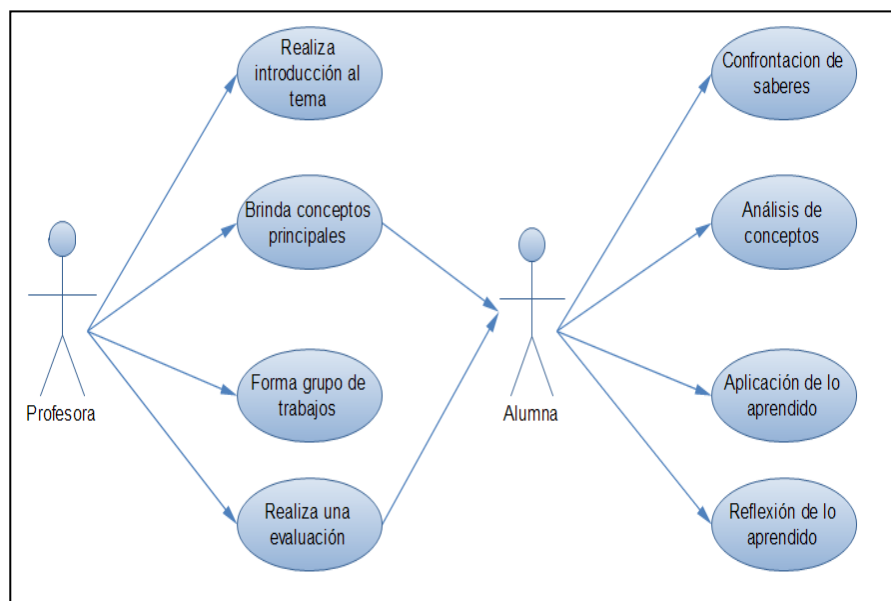 Realiza
introducción al
tema
Brinda conceptos
principales
Forma grupo de
trabajos
Realiza una
evaluación
Profesora
Alumna
Confrontacion de
saberes
Análisis de
conceptos
Aplicación de lo
aprendido
Reflexión de lo
aprendido